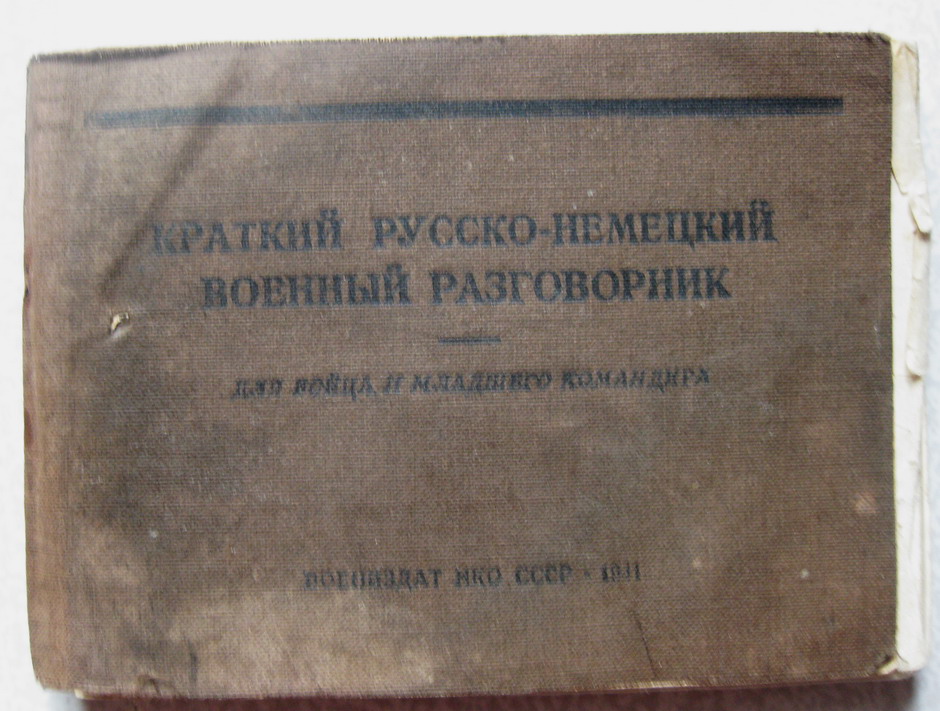 КРАТКИЙ РУССКО-НЕМЕЦКИЙ
ВОЕННЫЙ РАЗГОВОРНИК
ДЛЯ БОЙЦА И МЛАДШЕГО КОМАНДИРА
ВОЕНИЗДАТ НКО СССР - 1941